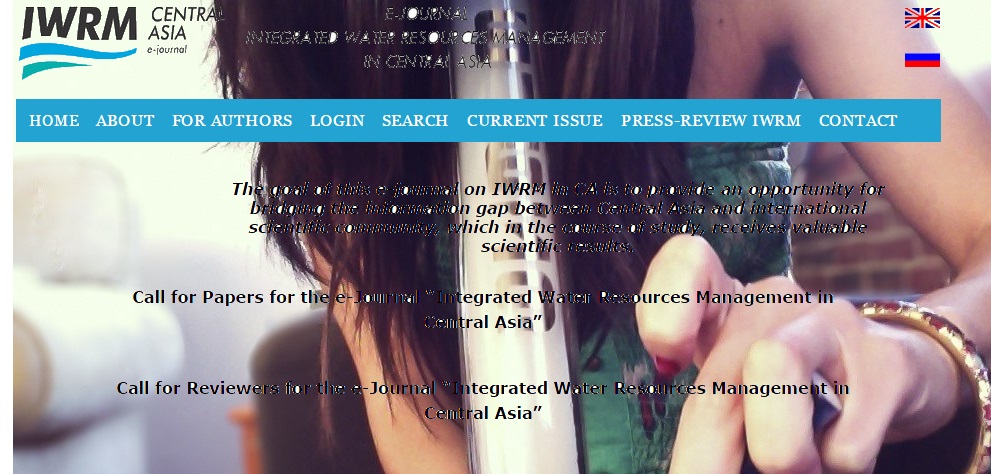 IWRM CENTRAL
ASIA
e-journal
E-JOURNAL
INTEGRATED WATER RESOURCES MANAGEMENT
IN CENTRAL ASIA
HOME ABOUT FOR AUTHORS LOGIN SEARCH CURRENT ISSUE PRESS-REVIEW IWRM CONTACT
The goal of this e-journal on IWRM in CA is to provide an opportunity for
bridging the information gap between Central Asia and international
scientific community, which in the course of study, receives valuable
scientific results.
Call for Papers for the e-Journal “Integrated Water Resources Management in
Central Asia”
Call for Reviewers for the e-Journal “Integrated Water Resources Management in
Central Asia”